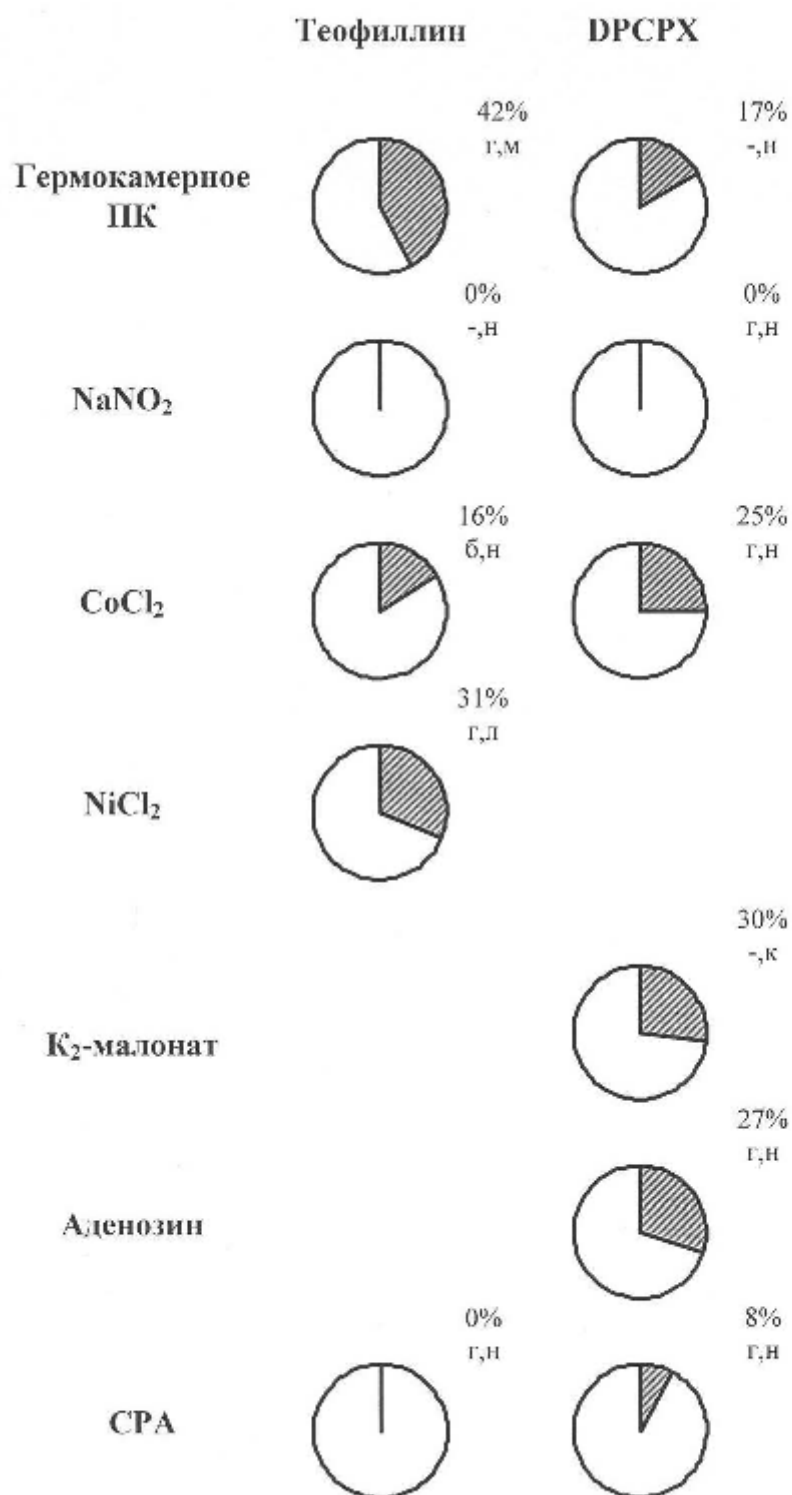 Теофиллин DPCPX
42% 17%
г,м -,н
Гермокамерное
ПК
0% 0%
-,н г,н
NaNO₂
16% 25%
б,н г,н
CoCl₂
31%
г,л
NiCl₂
30%
-,к
К₂-малонат
27%
г,н
Аденозин
0% 8%
г,н г,н
CPA